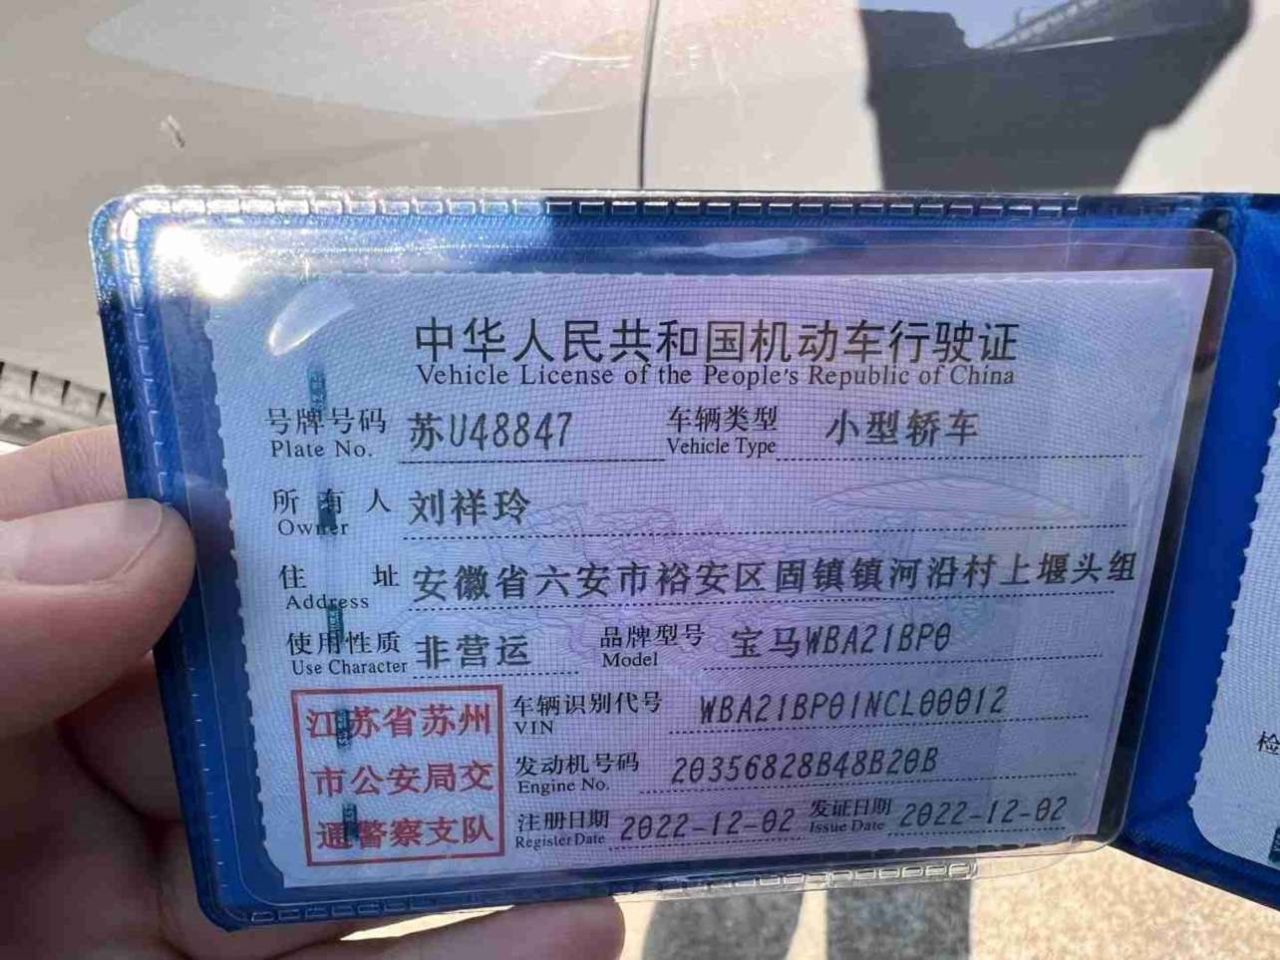 中华人民共和国机动车行驶证
Vehicle License of the People's Republic of China
号牌号码 苏U48847 车辆类型 小型轿车
Plate No. Vehicle Type
所有人 刘祥玲
Owner
住址 安徽省六安市裕安区固镇镇河沿村上堰头组
Address
使用性质 非营运 品牌型号 宝马WBA21BP0
Use Character Model
江苏省苏州
市公安局交
通警察支队
车辆识别代号 WBA21BP01NCL00012
VIN
发动机号码 20356828B48B20B
Engine No.
注册日期 2022-12-02 发证日期 2022-12-02
Register Date Issue Date
检